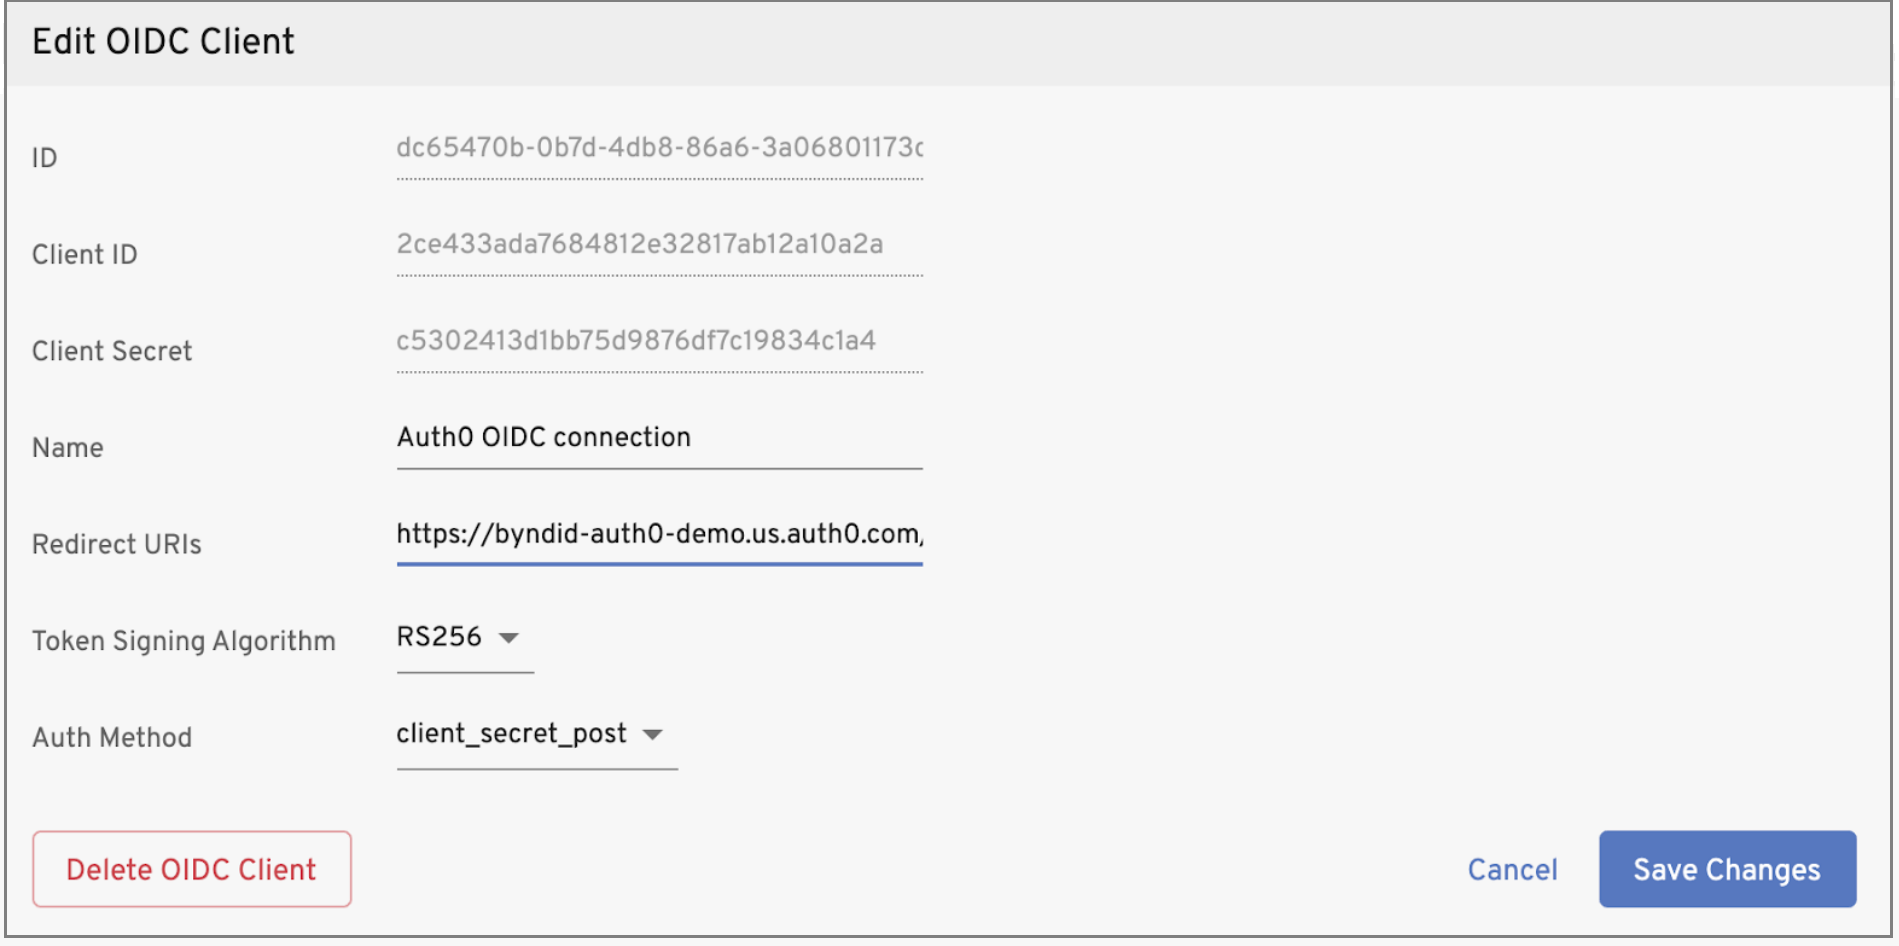 Edit OIDC Client
ID
dc65470b-0b7d-4db8-86a6-3a06801173c
Client ID
2ce433ada7684812e32817ab12a10a2a
Client Secret
c5302413d1bb75d9876df7c19834c1a4
Name
Auth0 OIDC connection
Redirect URIs
https://byndid-auth0-demo.us.auth0.com/
Token Signing Algorithm
RS256
Auth Method
client_secret_post
Delete OIDC Client
Cancel
Save Changes